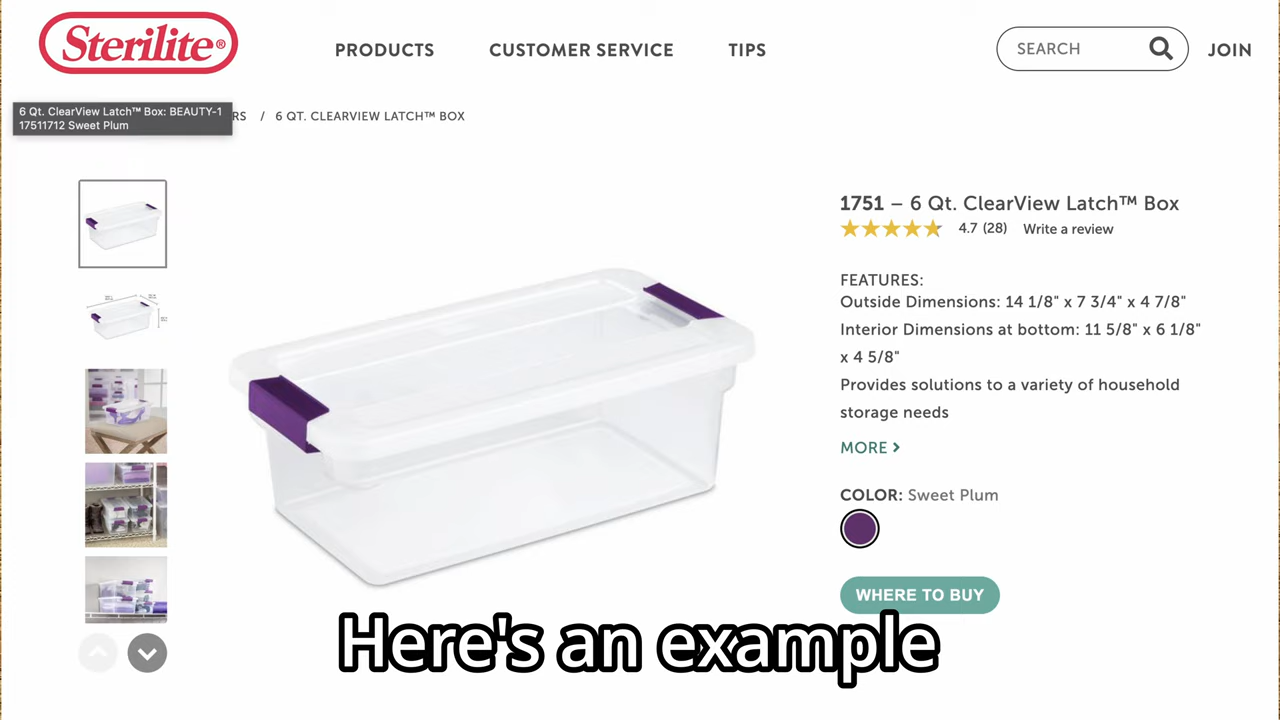 Sterilite®
PRODUCTS
CUSTOMER SERVICE
TIPS
SEARCH
JOIN
6 Qt. ClearView Latch™ Box: BEAUTY-1
17511712 Sweet Plum
RS / 6 QT. CLEARVIEW LATCH™ BOX
1751 – 6 Qt. ClearView Latch™ Box
4.7 (28) Write a review
FEATURES:
Outside Dimensions: 14 1/8" x 7 3/4" x 4 7/8"
Interior Dimensions at bottom: 11 5/8" x 6 1/8"
x 4 5/8"
Provides solutions to a variety of household
storage needs
MORE >
COLOR: Sweet Plum
WHERE TO BUY
Here's an example